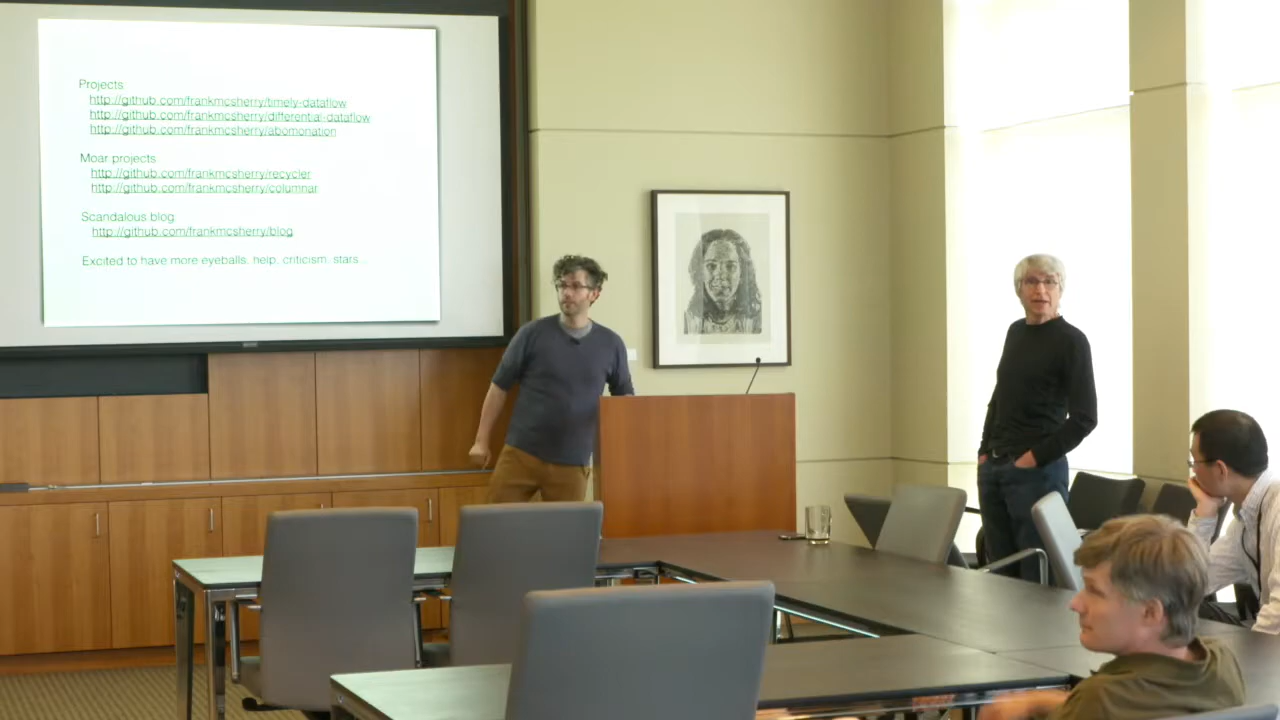 Projects
http://github.com/frankmcsherry/timely-dataflow
http://github.com/frankmcsherry/differential-dataflow
http://github.com/frankmcsherry/abomonation
Moar projects
http://github.com/frankmcsherry/recycler
http://github.com/frankmcsherry/columnar
Scandalous blog
http://github.com/frankmcsherry/blog
Excited to have more eyeballs, help, criticism, stars...